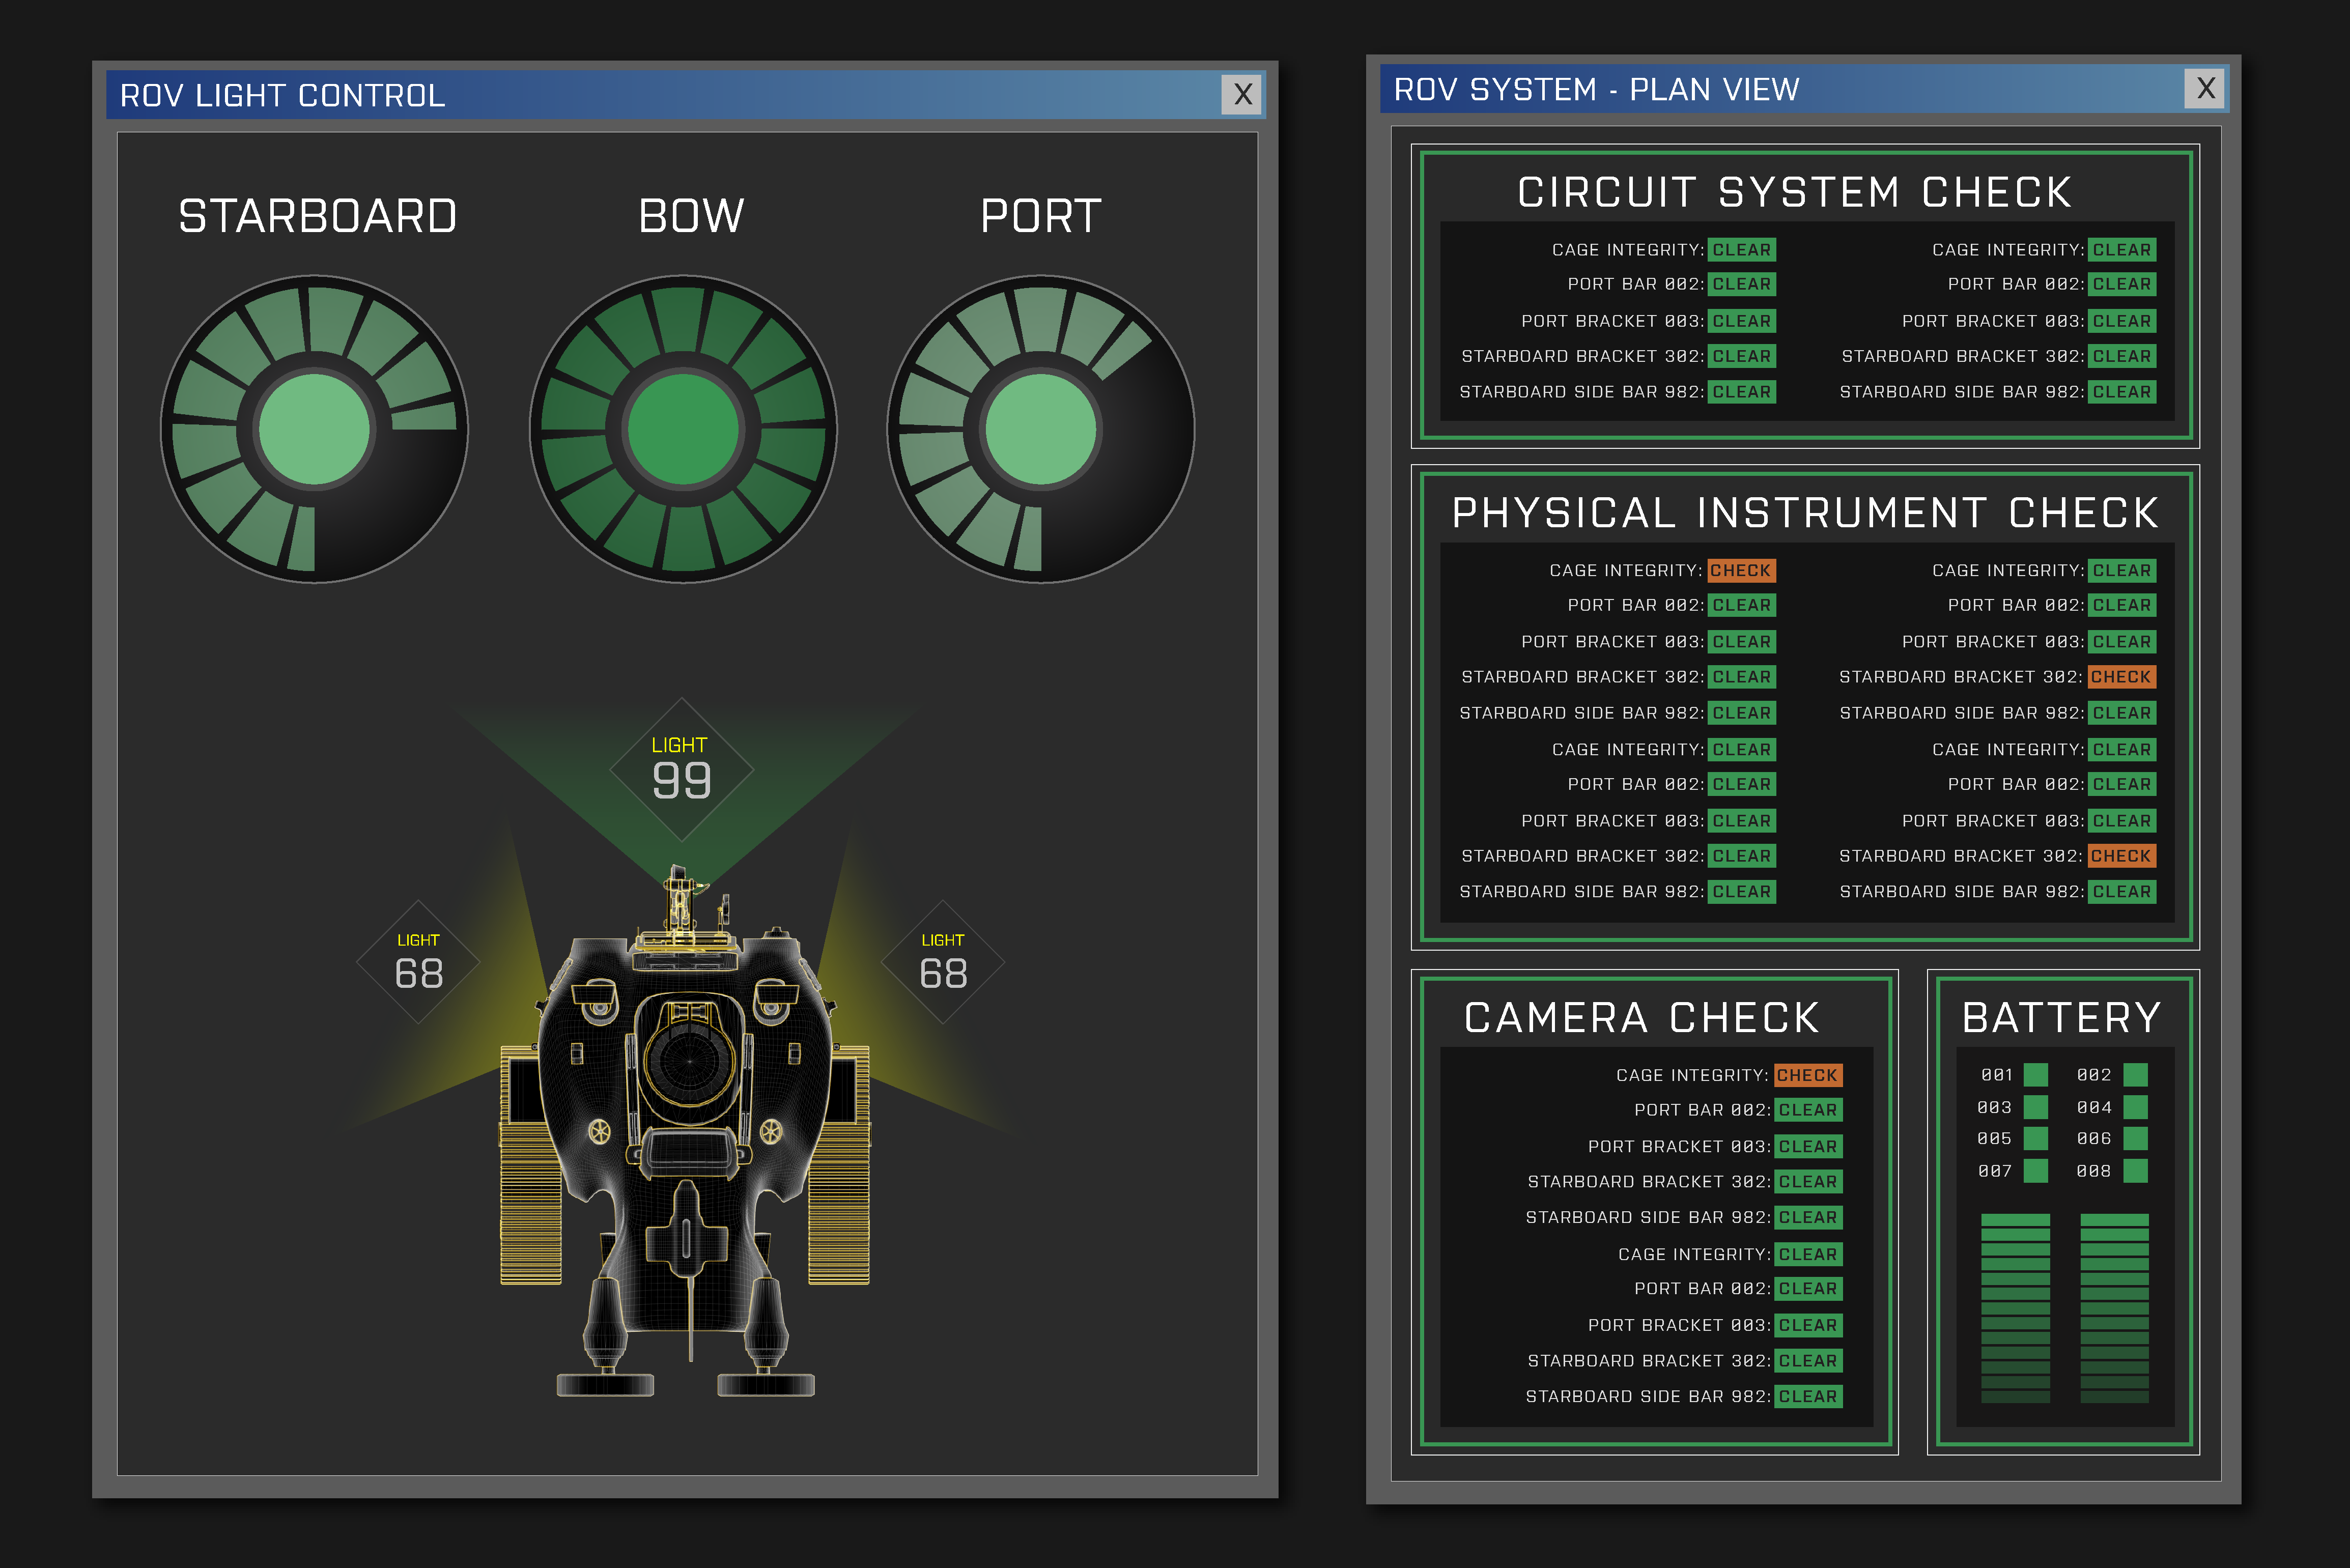 ROV LIGHT CONTROL
X
STARBOARD
BOW
PORT
LIGHT
99
LIGHT
68
LIGHT
68
ROV SYSTEM - PLAN VIEW
X
CIRCUIT SYSTEM CHECK
CAGE INTEGRITY: CLEAR
PORT BAR 002: CLEAR
PORT BRACKET 003: CLEAR
STARBOARD BRACKET 302: CLEAR
STARBOARD SIDE BAR 982: CLEAR
CAGE INTEGRITY: CLEAR
PORT BAR 002: CLEAR
PORT BRACKET 003: CLEAR
STARBOARD BRACKET 302: CLEAR
STARBOARD SIDE BAR 982: CLEAR
PHYSICAL INSTRUMENT CHECK
CAGE INTEGRITY: CHECK
PORT BAR 002: CLEAR
PORT BRACKET 003: CLEAR
STARBOARD BRACKET 302: CLEAR
STARBOARD SIDE BAR 982: CLEAR
CAGE INTEGRITY: CLEAR
PORT BAR 002: CLEAR
PORT BRACKET 003: CLEAR
STARBOARD BRACKET 302: CLEAR
STARBOARD SIDE BAR 982: CLEAR
CAGE INTEGRITY: CLEAR
PORT BAR 002: CLEAR
PORT BRACKET 003: CLEAR
STARBOARD BRACKET 302: CHECK
STARBOARD SIDE BAR 982: CLEAR
CAGE INTEGRITY: CLEAR
PORT BAR 002: CLEAR
PORT BRACKET 003: CLEAR
STARBOARD BRACKET 302: CHECK
STARBOARD SIDE BAR 982: CLEAR
CAMERA CHECK
CAGE INTEGRITY: CHECK
PORT BAR 002: CLEAR
PORT BRACKET 003: CLEAR
STARBOARD BRACKET 302: CLEAR
STARBOARD SIDE BAR 982: CLEAR
CAGE INTEGRITY: CLEAR
PORT BAR 002: CLEAR
PORT BRACKET 003: CLEAR
STARBOARD BRACKET 302: CLEAR
STARBOARD SIDE BAR 982: CLEAR
BATTERY
001 002
003 004
005 006
007 008